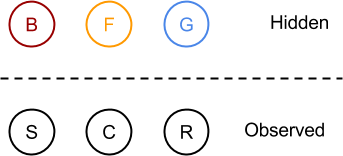 B F G Hidden
S C R Observed